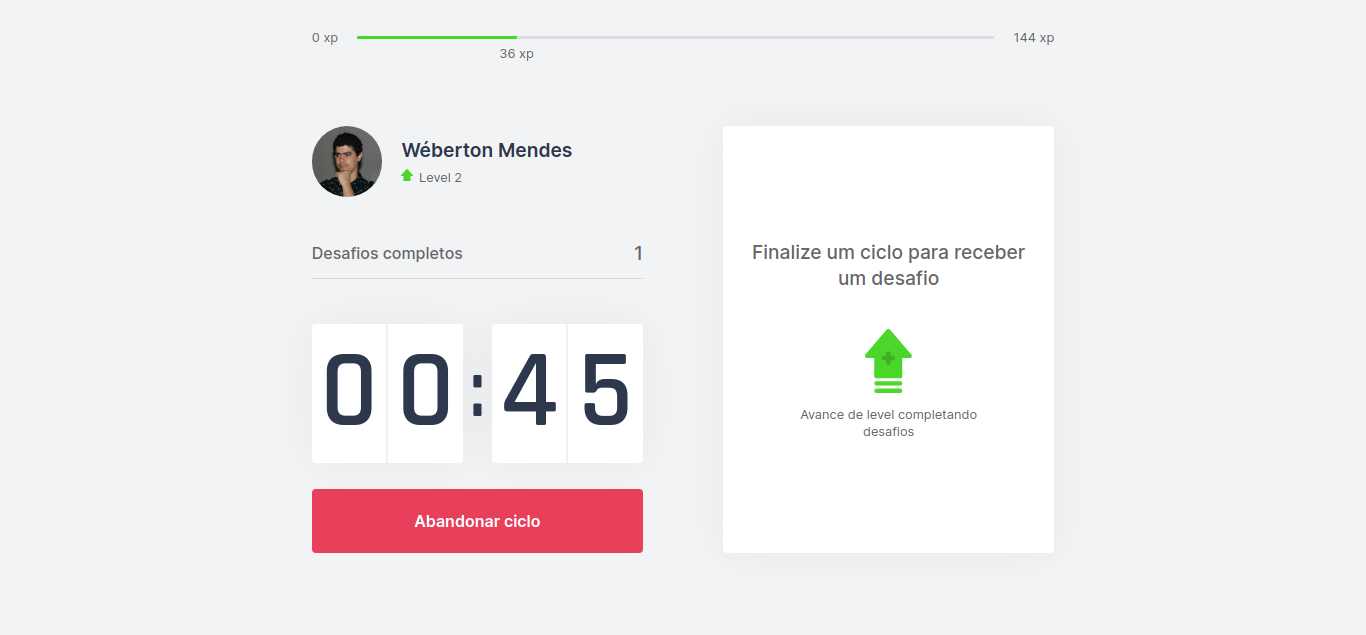 0 xp
144 xp
36 xp
Wéberton Mendes
Level 2
Desafios completos 1
00:45
Abandonar ciclo
Finalize um ciclo para receber
um desafio
Avance de level completando
desafios